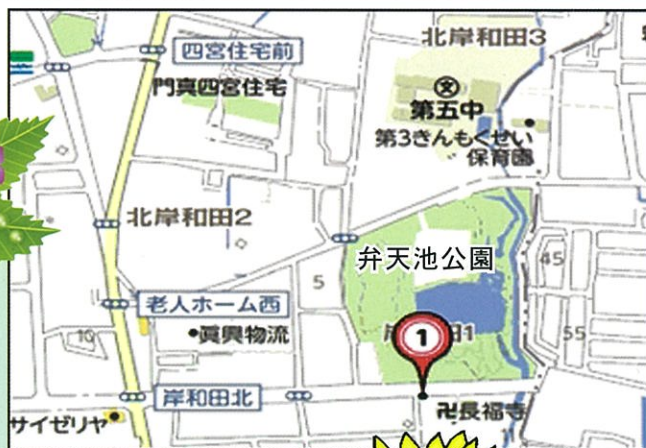 北岸和田3
四宮住宅前
門真四宮住宅
文
第五中
第3きんもくせい
保育園
北岸和田2
弁天池公園
45
5
老人ホーム西
眞興物流
1
55
16
岸和田北
卍長福寺
サイゼリヤ